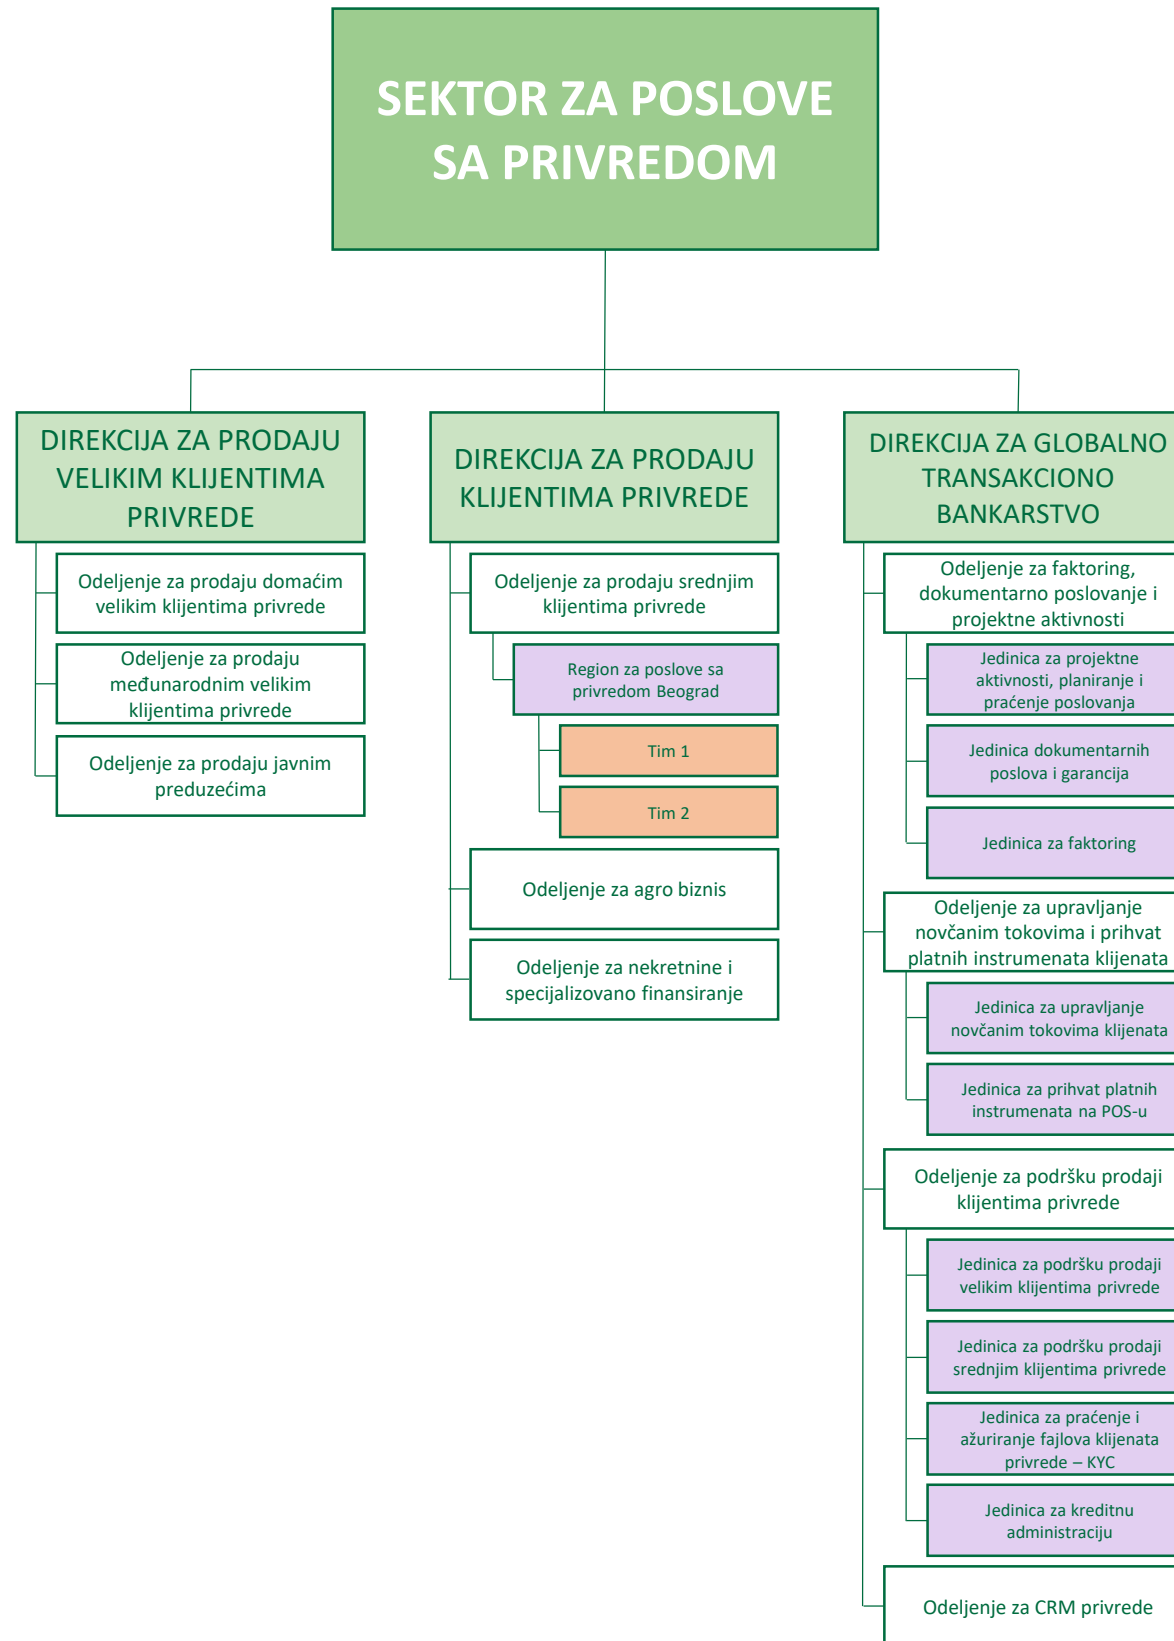 SEKTOR ZA POSLOVE
SA PRIVREDOM
DIREKCIJA ZA PRODAJU
VELIKIM KLIJENTIMA
PRIVREDE
Odeljenje za prodaju domaćim
velikim klijentima privrede
Odeljenje za prodaju
međunarodnim velikim
klijentima privrede
Odeljenje za prodaju javnim
preduzećima
DIREKCIJA ZA PRODAJU
KLIJENTIMA PRIVREDE
Odeljenje za prodaju srednjim
klijentima privrede
Region za poslove sa
privredom Beograd
Tim 1
Tim 2
Odeljenje za agro biznis
Odeljenje za nekretnine i
specijalizovano finansiranje
DIREKCIJA ZA GLOBALNO
TRANSAKCIONO
BANKARSTVO
Odeljenje za faktoring,
dokumentarno poslovanje i
projektne aktivnosti
Jedinica za projektne
aktivnosti, planiranje i
praćenje poslovanja
Jedinica dokumentarnih
poslova i garancija
Jedinica za faktoring
Odeljenje za upravljanje
novčanim tokovima i prihvat
platnih instrumenata klijenata
Jedinica za upravljanje
novčanim tokovima klijenata
Jedinica za prihvat platnih
instrumenata na POS-u
Odeljenje za podršku prodaji
klijentima privrede
Jedinica za podršku prodaji
velikim klijentima privrede
Jedinica za podršku prodaji
srednjim klijentima privrede
Jedinica za praćenje i
ažuriranje fajlova klijenata
privrede – KYC
Jedinica za kreditnu
administraciju
Odeljenje za CRM privrede